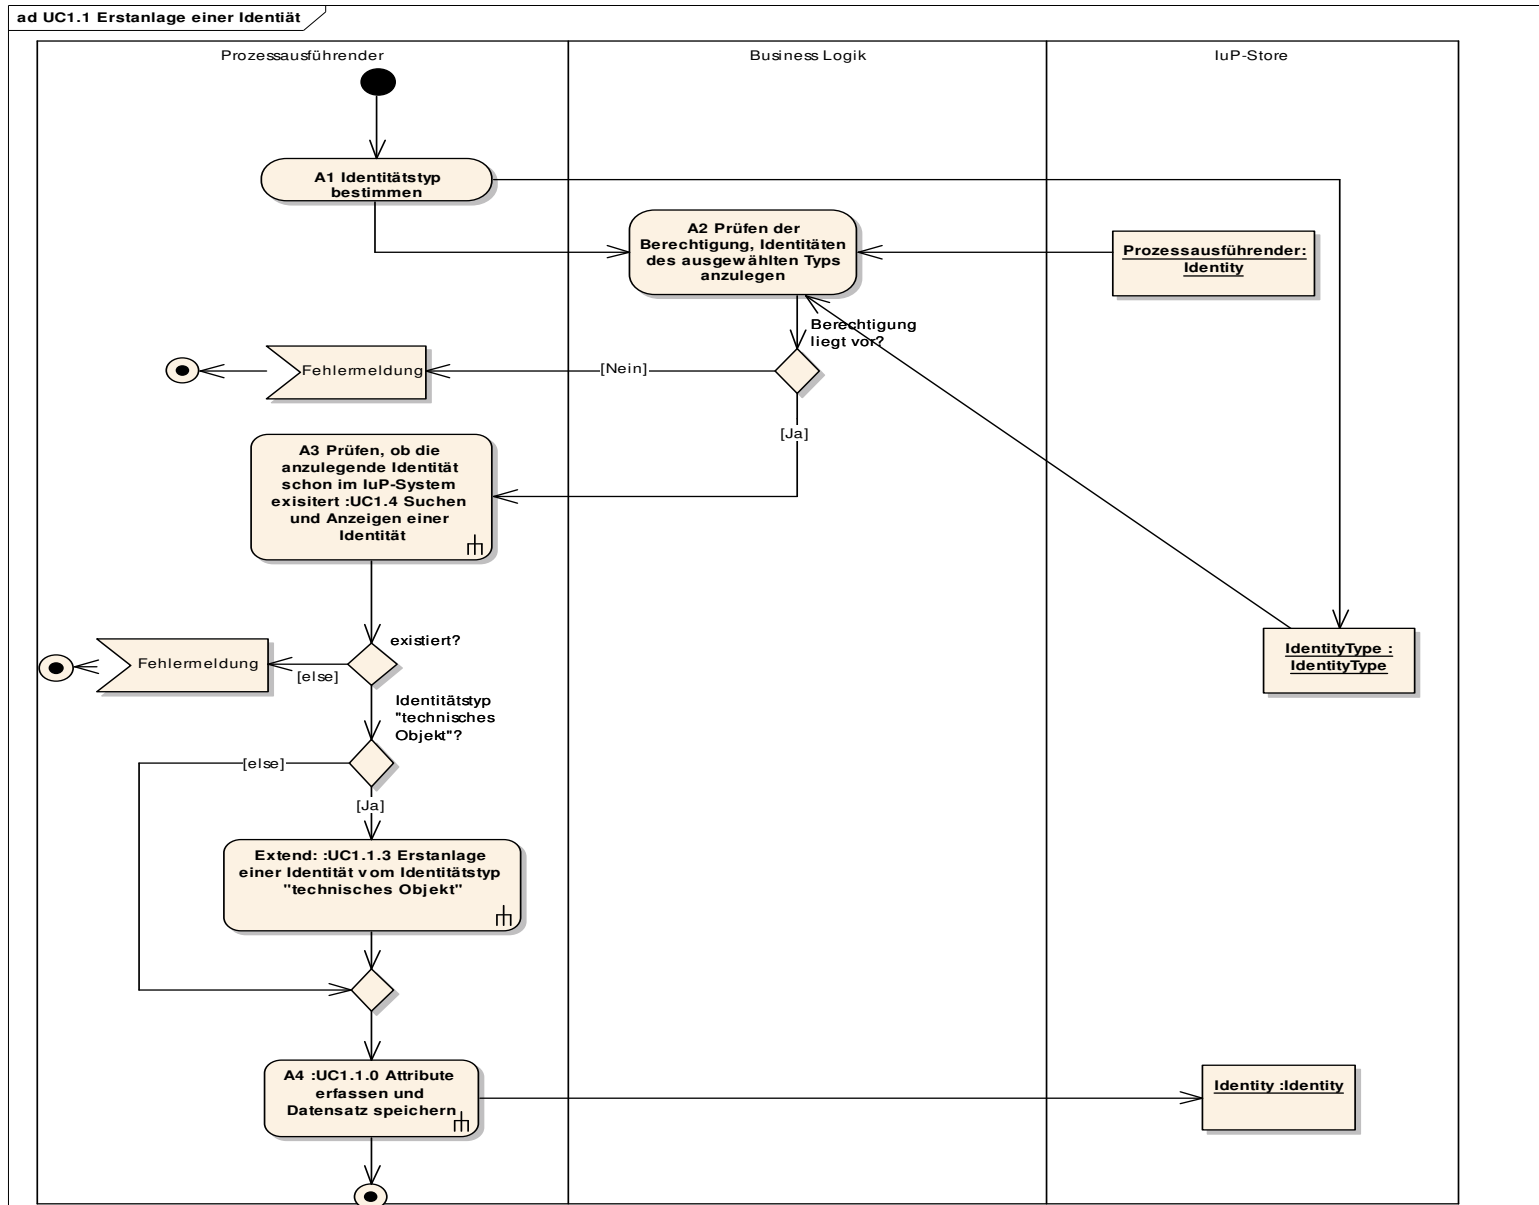 ad UC1.1 Erstanlage einer Identiät
Prozessausführender
Business Logik
IuP-Store
A1 Identitätstyp
bestimmen
A2 Prüfen der
Berechtigung, Identitäten
des ausgewählten Typs
anzulegen
Prozessausführender:
Identity
Berechtigung
liegt vor?
Fehlermeldung
[Nein]
[Ja]
A3 Prüfen, ob die
anzulegende Identität
schon im IuP-System
exisitert :UC1.4 Suchen
und Anzeigen einer
Identität
existiert?
Fehlermeldung
[else]
IdentityType :
IdentityType
Identitätstyp
"technisches
Objekt"?
[else]
[Ja]
Extend: :UC1.1.3 Erstanlage
einer Identität vom Identitätstyp
"technisches Objekt"
A4 :UC1.1.0 Attribute
erfassen und
Datensatz speichern
Identity :Identity